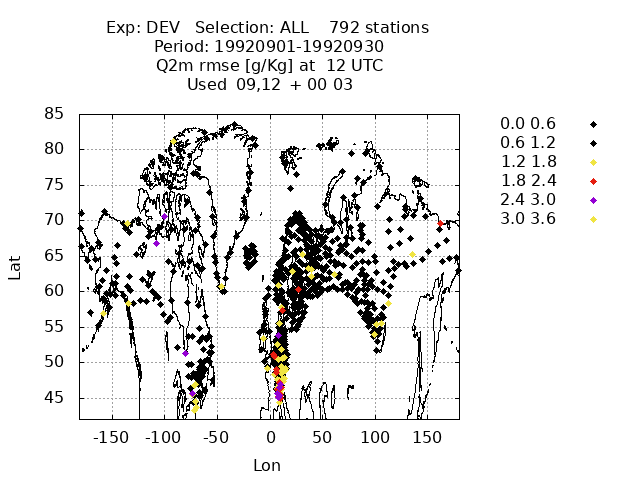 Exp: DEV   Selection: ALL    792 stations
Period: 19920901-19920930
Q2m rmse [g/Kg] at  12 UTC
Used  09,12  + 00 03
85
80
75
70
65
60
55
50
45
Lat
-150 -100 -50 0 50 100 150
Lon
0.0 0.6
0.6 1.2
1.2 1.8
1.8 2.4
2.4 3.0
3.0 3.6